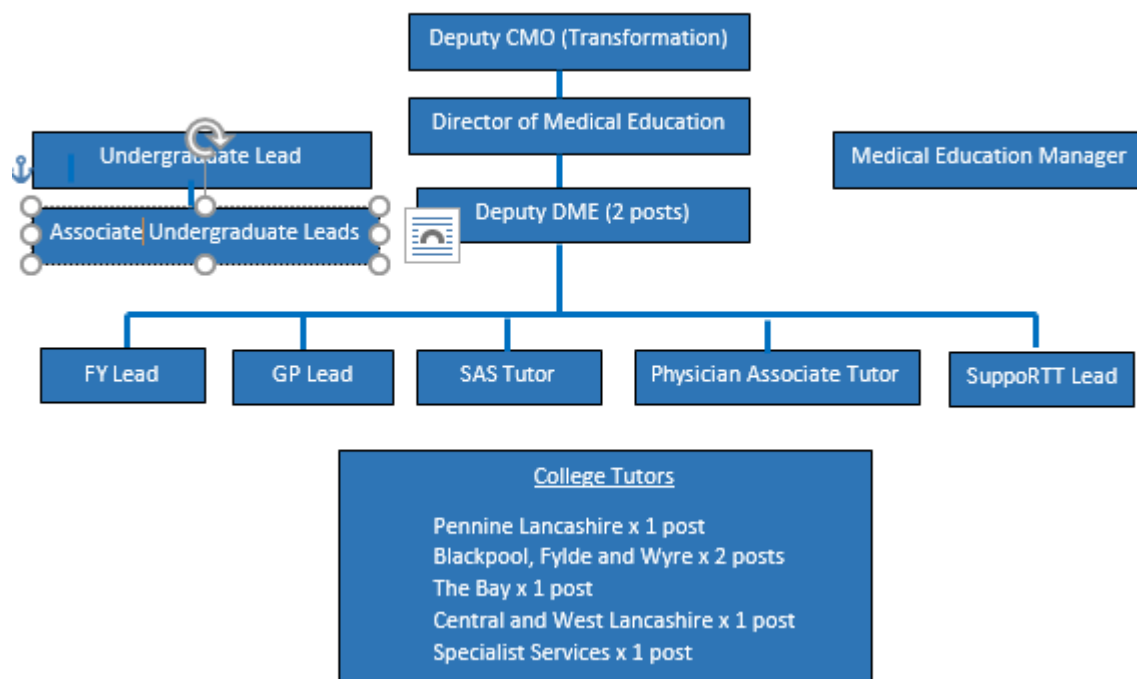 Deputy CMO (Transformation)
Director of Medical Education
Undergraduate Lead
Medical Education Manager
Associate Undergraduate Leads
Deputy DME (2 posts)
FY Lead
GP Lead
SAS Tutor
Physician Associate Tutor
SuppoRTT Lead
College Tutors
Pennine Lancashire x 1 post
Blackpool, Fylde and Wyre x 2 posts
The Bay x 1 post
Central and West Lancashire x 1 post
Specialist Services x 1 post